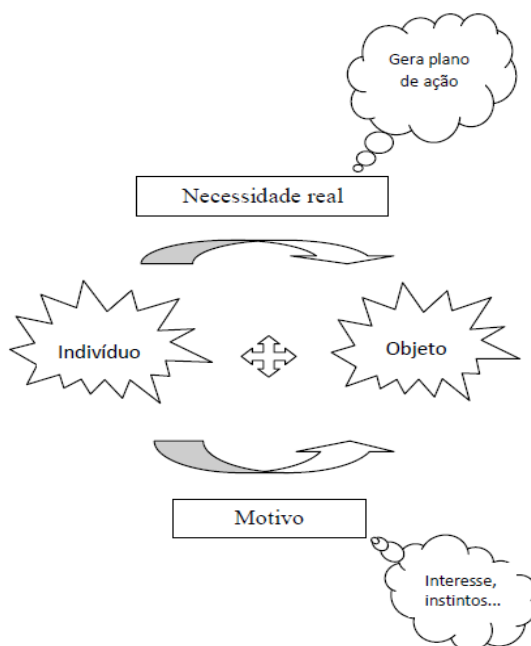 Gera plano
de ação
Necessidade real
Indivíduo
Objeto
Motivo
Interesse,
instintos...